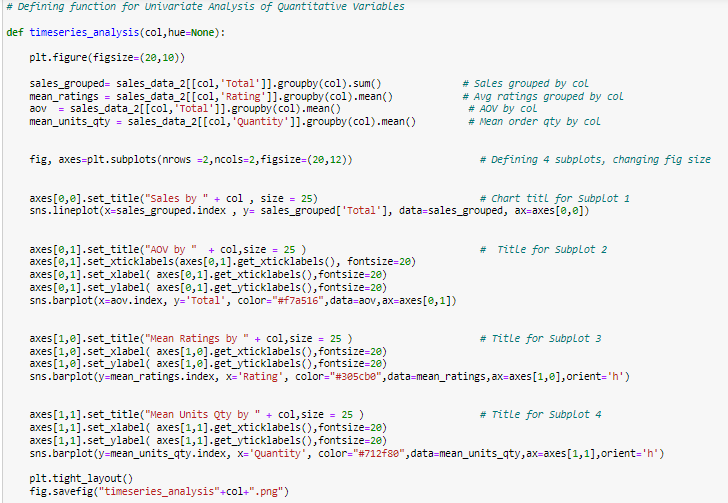 # Defining function for Univariate Analysis of Quantitative Variables
def timeseries_analysis(col,hue=None):
plt.figure(figsize=(20,10))
sales_grouped= sales_data_2[[col,'Total']].groupby(col).sum() # Sales grouped by col
mean_ratings = sales_data_2[[col,'Rating']].groupby(col).mean() # Avg ratings grouped by col
aov = sales_data_2[[col,'Total']].groupby(col).mean() # AOV by col
mean_units_qty = sales_data_2[[col,'Quantity']].groupby(col).mean() # Mean order qty by col
fig, axes=plt.subplots(nrows =2,ncols=2,figsize=(20,12)) # Defining 4 subplots, changing fig size
axes[0,0].set_title("Sales by " + col , size = 25) # Chart titl for Subplot 1
sns.lineplot(x=sales_grouped.index , y= sales_grouped['Total'], data=sales_grouped, ax=axes[0,0])
axes[0,1].set_title("AOV by " + col,size = 25 ) # Title for Subplot 2
axes[0,1].set_xticklabels(axes[0,1].get_xticklabels(), fontsize=20)
axes[0,1].set_xlabel( axes[0,1].get_xticklabels(),fontsize=20)
axes[0,1].set_ylabel( axes[0,1].get_yticklabels(),fontsize=20)
sns.barplot(x=aov.index, y='Total', color="#f7a516",data=aov,ax=axes[0,1])
axes[1,0].set_title("Mean Ratings by " + col,size = 25 ) # Title for Subplot 3
axes[1,0].set_xlabel( axes[1,0].get_xticklabels(),fontsize=20)
axes[1,0].set_ylabel( axes[1,0].get_yticklabels(),fontsize=20)
sns.barplot(y=mean_ratings.index, x='Rating', color="#305cb0",data=mean_ratings,ax=axes[1,0],orient='h')
axes[1,1].set_title("Mean Units Qty by " + col,size = 25 ) # Title for Subplot 4
axes[1,1].set_xlabel( axes[1,1].get_xticklabels(),fontsize=20)
axes[1,1].set_ylabel( axes[1,1].get_yticklabels(),fontsize=20)
sns.barplot(y=mean_units_qty.index, x='Quantity', color="#712f80",data=mean_units_qty,ax=axes[1,1],orient='h')
plt.tight_layout()
fig.savefig("timeseries_analysis"+col+".png")